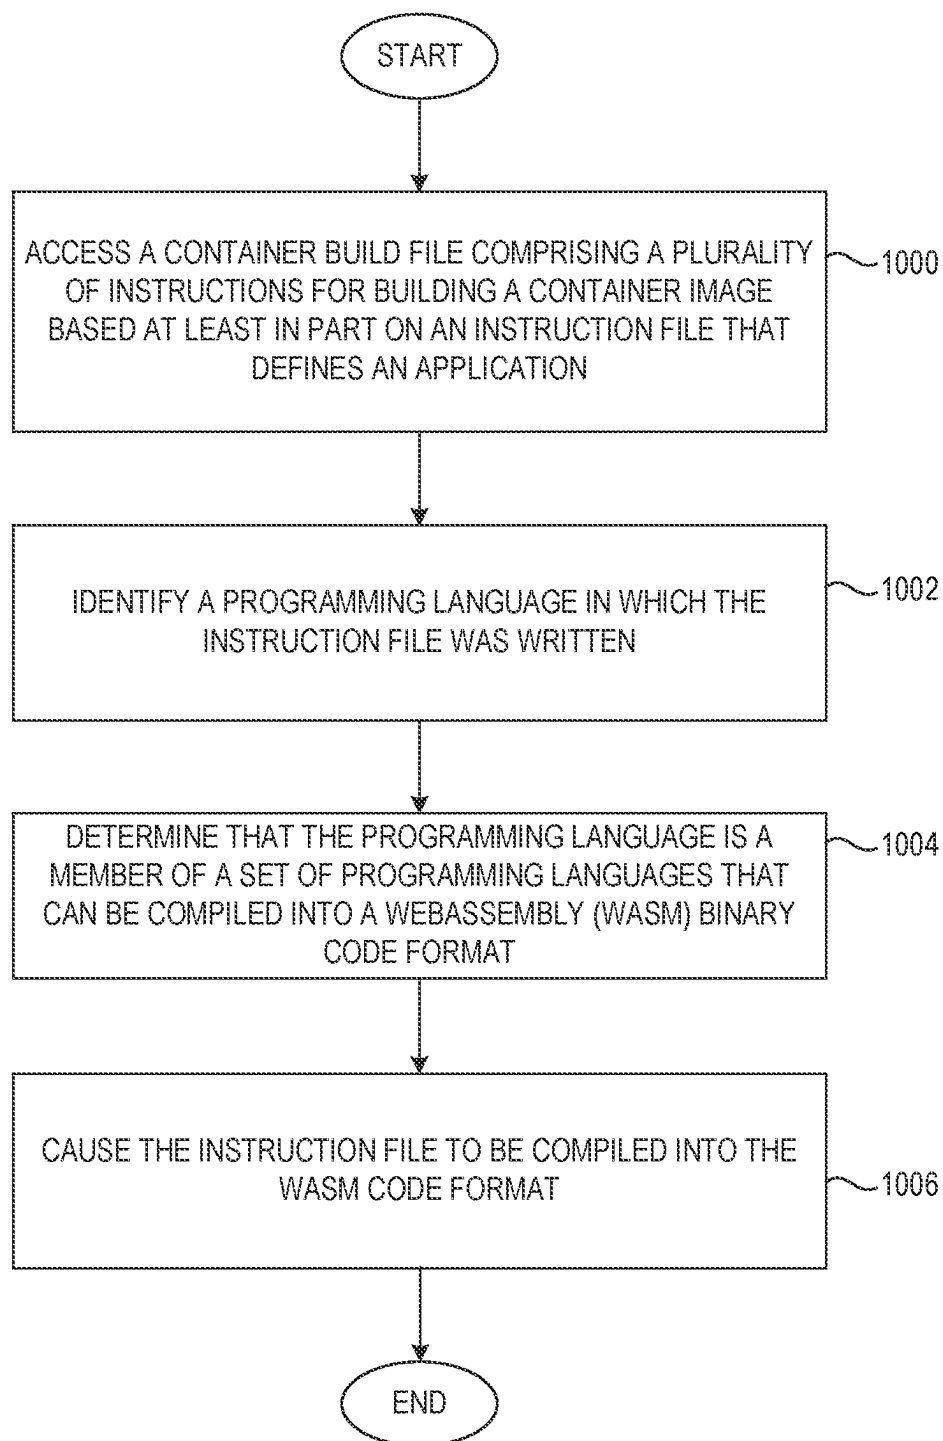 START
ACCESS A CONTAINER BUILD FILE COMPRISING A PLURALITY
OF INSTRUCTIONS FOR BUILDING A CONTAINER IMAGE
BASED AT LEAST IN PART ON AN INSTRUCTION FILE THAT
DEFINES AN APPLICATION
1000
IDENTIFY A PROGRAMMING LANGUAGE IN WHICH THE
INSTRUCTION FILE WAS WRITTEN
1002
DETERMINE THAT THE PROGRAMMING LANGUAGE IS A
MEMBER OF A SET OF PROGRAMMING LANGUAGES THAT
CAN BE COMPILED INTO A WEBASSEMBLY (WASM) BINARY
CODE FORMAT
1004
CAUSE THE INSTRUCTION FILE TO BE COMPILED INTO THE
WASM CODE FORMAT
1006
END